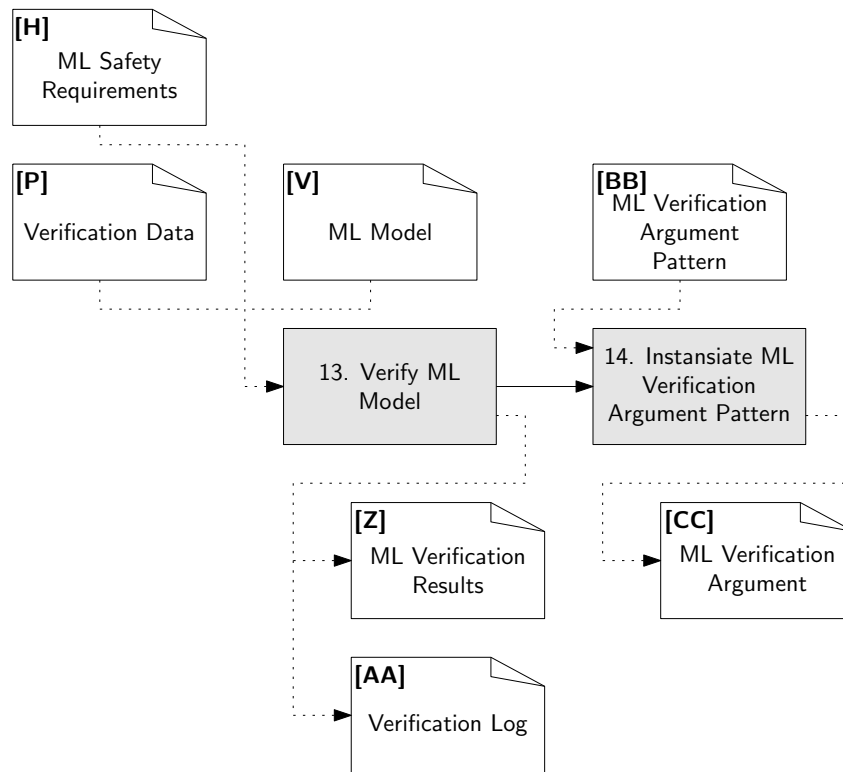 [H]
ML Safety
Requirements
[P]
Verification Data
[V]
ML Model
[BB]
ML Verification
Argument
Pattern
13. Verify ML
Model
14. Instansiate ML
Verification
Argument Pattern
[Z]
ML Verification
Results
[CC]
ML Verification
Argument
[AA]
Verification Log